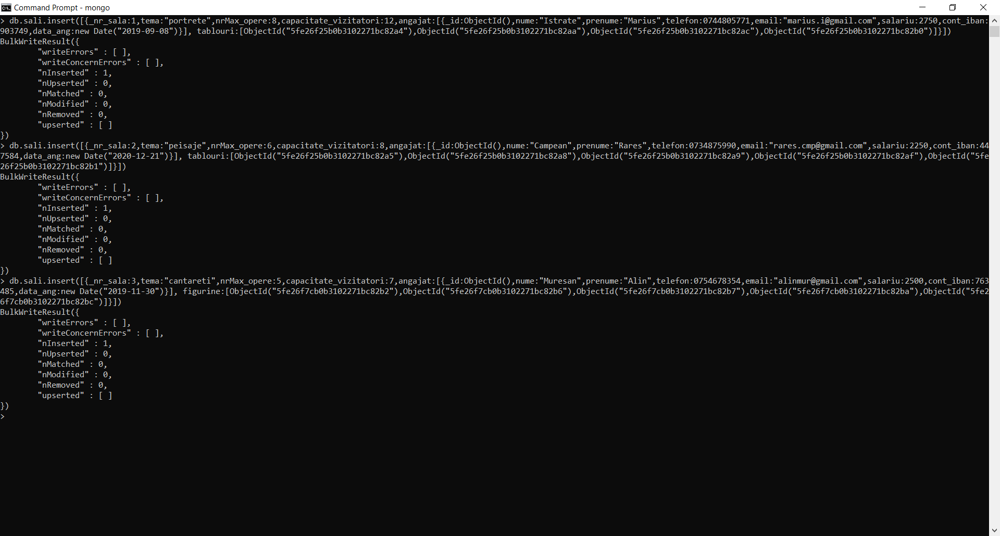 Command Prompt - mongo
> db.sali.insert([{_nr_sala:1,tema:"portrete",nrMax_opere:8,capacitate_vizitatori:12,angajat:[{_id:ObjectId(),nume:"Istrate",prenume:"Marius",telefon:0744805771,email:"marius.i@gmail.com",salariu:2750,cont_iban:
903749,data_ang:new Date("2019-09-08")}], tablouri:[ObjectId("5fe26f25b0b3102271bc82a4"),ObjectId("5fe26f25b0b3102271bc82aa"),ObjectId("5fe26f25b0b3102271bc82ac"),ObjectId("5fe26f25b0b3102271bc82b0")]}])
BulkWriteResult({
        "writeErrors" : [ ],
        "writeConcernErrors" : [ ],
        "nInserted" : 1,
        "nUpserted" : 0,
        "nMatched" : 0,
        "nModified" : 0,
        "nRemoved" : 0,
        "upserted" : [ ]
})
> db.sali.insert([{_nr_sala:2,tema:"peisaje",nrMax_opere:6,capacitate_vizitatori:8,angajat:[{_id:ObjectId(),nume:"Campean",prenume:"Rares",telefon:0734875990,email:"rares.cmp@gmail.com",salariu:2250,cont_iban:44
7584,data_ang:new Date("2020-12-21")}], tablouri:[ObjectId("5fe26f25b0b3102271bc82a5"),ObjectId("5fe26f25b0b3102271bc82a8"),ObjectId("5fe26f25b0b3102271bc82a9"),ObjectId("5fe26f25b0b3102271bc82af"),ObjectId("5fe
26f25b0b3102271bc82b1")]}])
BulkWriteResult({
        "writeErrors" : [ ],
        "writeConcernErrors" : [ ],
        "nInserted" : 1,
        "nUpserted" : 0,
        "nMatched" : 0,
        "nModified" : 0,
        "nRemoved" : 0,
        "upserted" : [ ]
})
> db.sali.insert([{_nr_sala:3,tema:"cantareti",nrMax_opere:5,capacitate_vizitatori:7,angajat:[{_id:ObjectId(),nume:"Muresan",prenume:"Alin",telefon:0754678354,email:"alinmur@gmail.com",salariu:2500,cont_iban:763
485,data_ang:new Date("2019-11-30")}], figurine:[ObjectId("5fe26f7cb0b3102271bc82b2"),ObjectId("5fe26f7cb0b3102271bc82b6"),ObjectId("5fe26f7cb0b3102271bc82b7"),ObjectId("5fe26f7cb0b3102271bc82ba"),ObjectId("5fe2
6f7cb0b3102271bc82bc")]}])
BulkWriteResult({
        "writeErrors" : [ ],
        "writeConcernErrors" : [ ],
        "nInserted" : 1,
        "nUpserted" : 0,
        "nMatched" : 0,
        "nModified" : 0,
        "nRemoved" : 0,
        "upserted" : [ ]
})
>